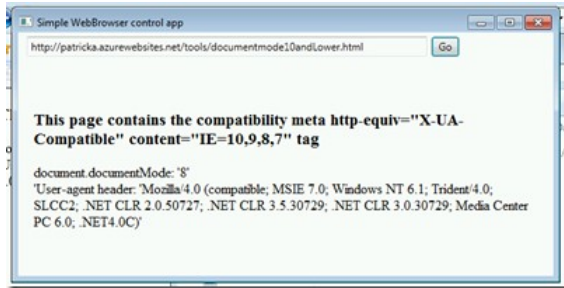 Simple WebBrowser control app
http://patricka.azurewebsites.net/tools/documentmode10andLower.html
Go
This page contains the compatibility meta http-equiv="X-UA-
Compatible" content="IE=10,9,8,7" tag
document.documentMode: '8'
'User-agent header: 'Mozilla/4.0 (compatible; MSIE 7.0; Windows NT 6.1; Trident/4.0;
SLCC2; .NET CLR 2.0.50727; .NET CLR 3.5.30729; .NET CLR 3.0.30729; Media Center
PC 6.0; .NET4.0C)'